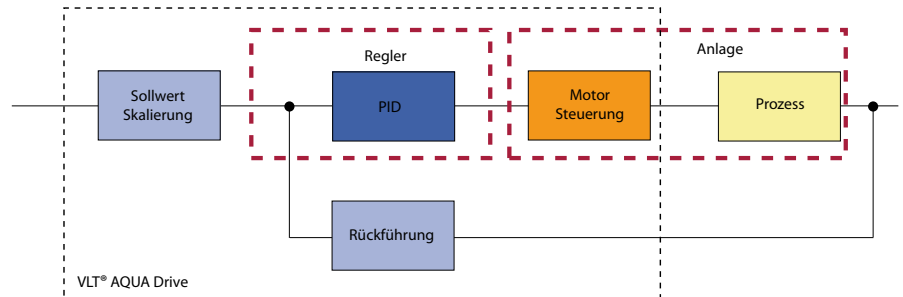 Regler
Anlage
Sollwert
Skalierung
PID
Motor
Steuerung
Prozess
Rückführung
VLT® AQUA Drive